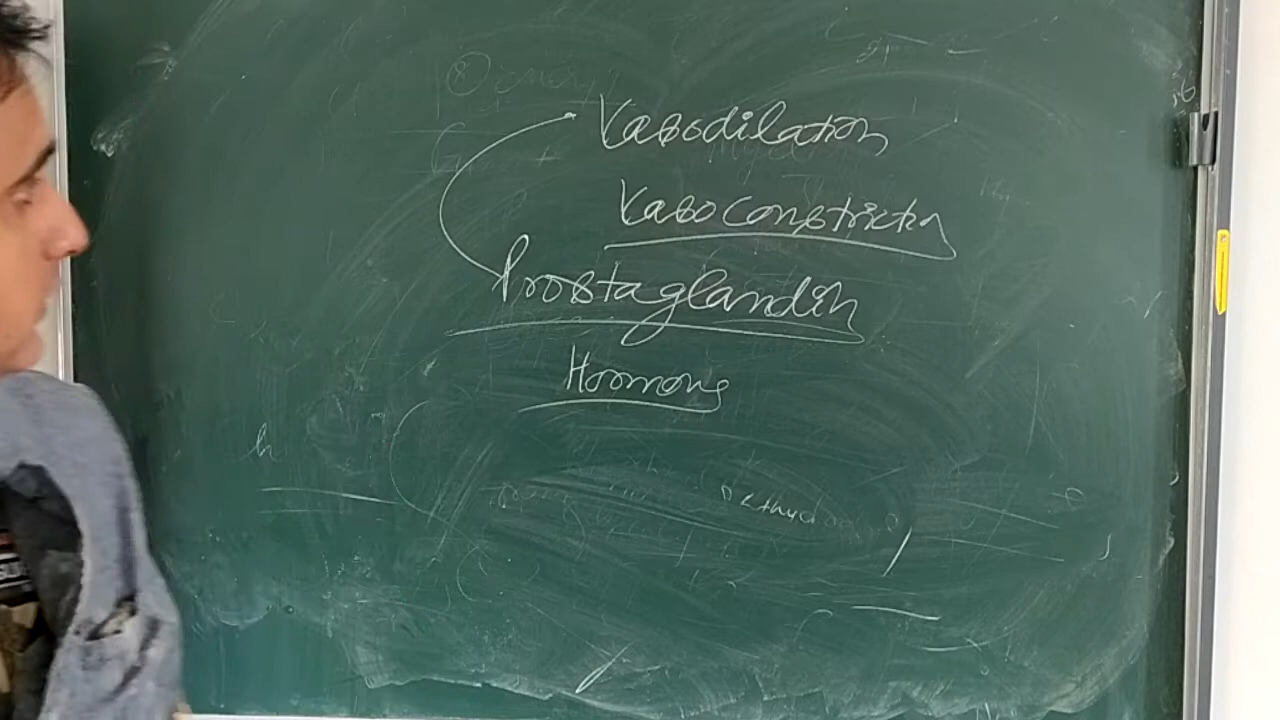 Vasodilation
Vasoconstriction
Prostaglandin
Hormone